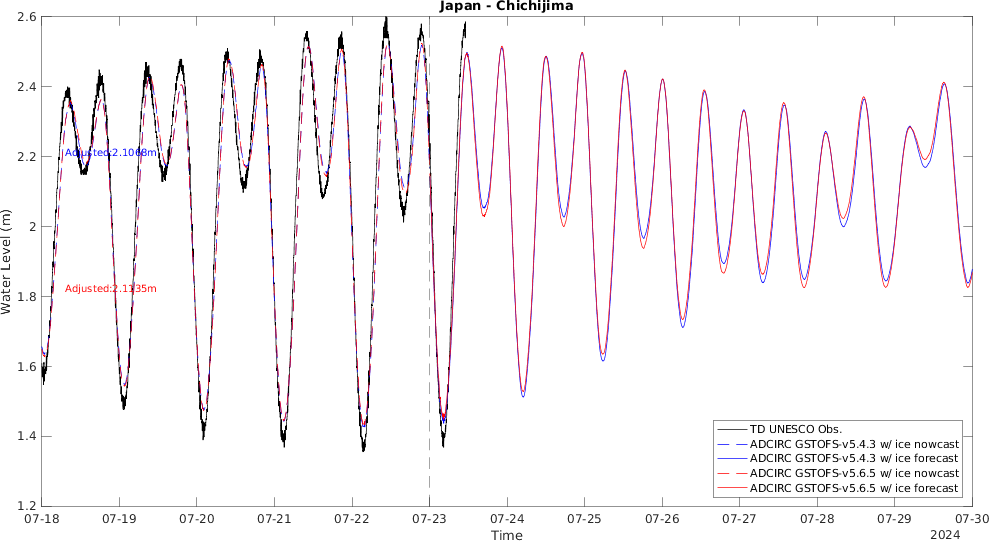 Japan - Chichijima
2.6
2.4
2.2
2
1.8
1.6
1.4
1.2
Water Level (m)
Adjusted:2.1068m
Adjusted:2.1135m
TD UNESCO Obs.
ADCIRC GSTOFS-v5.4.3 w/ ice nowcast
ADCIRC GSTOFS-v5.4.3 w/ ice forecast
ADCIRC GSTOFS-v5.6.5 w/ ice nowcast
ADCIRC GSTOFS-v5.6.5 w/ ice forecast
07-18 07-19 07-20 07-21 07-22 07-23 07-24 07-25 07-26 07-27 07-28 07-29 07-30
Time
2024